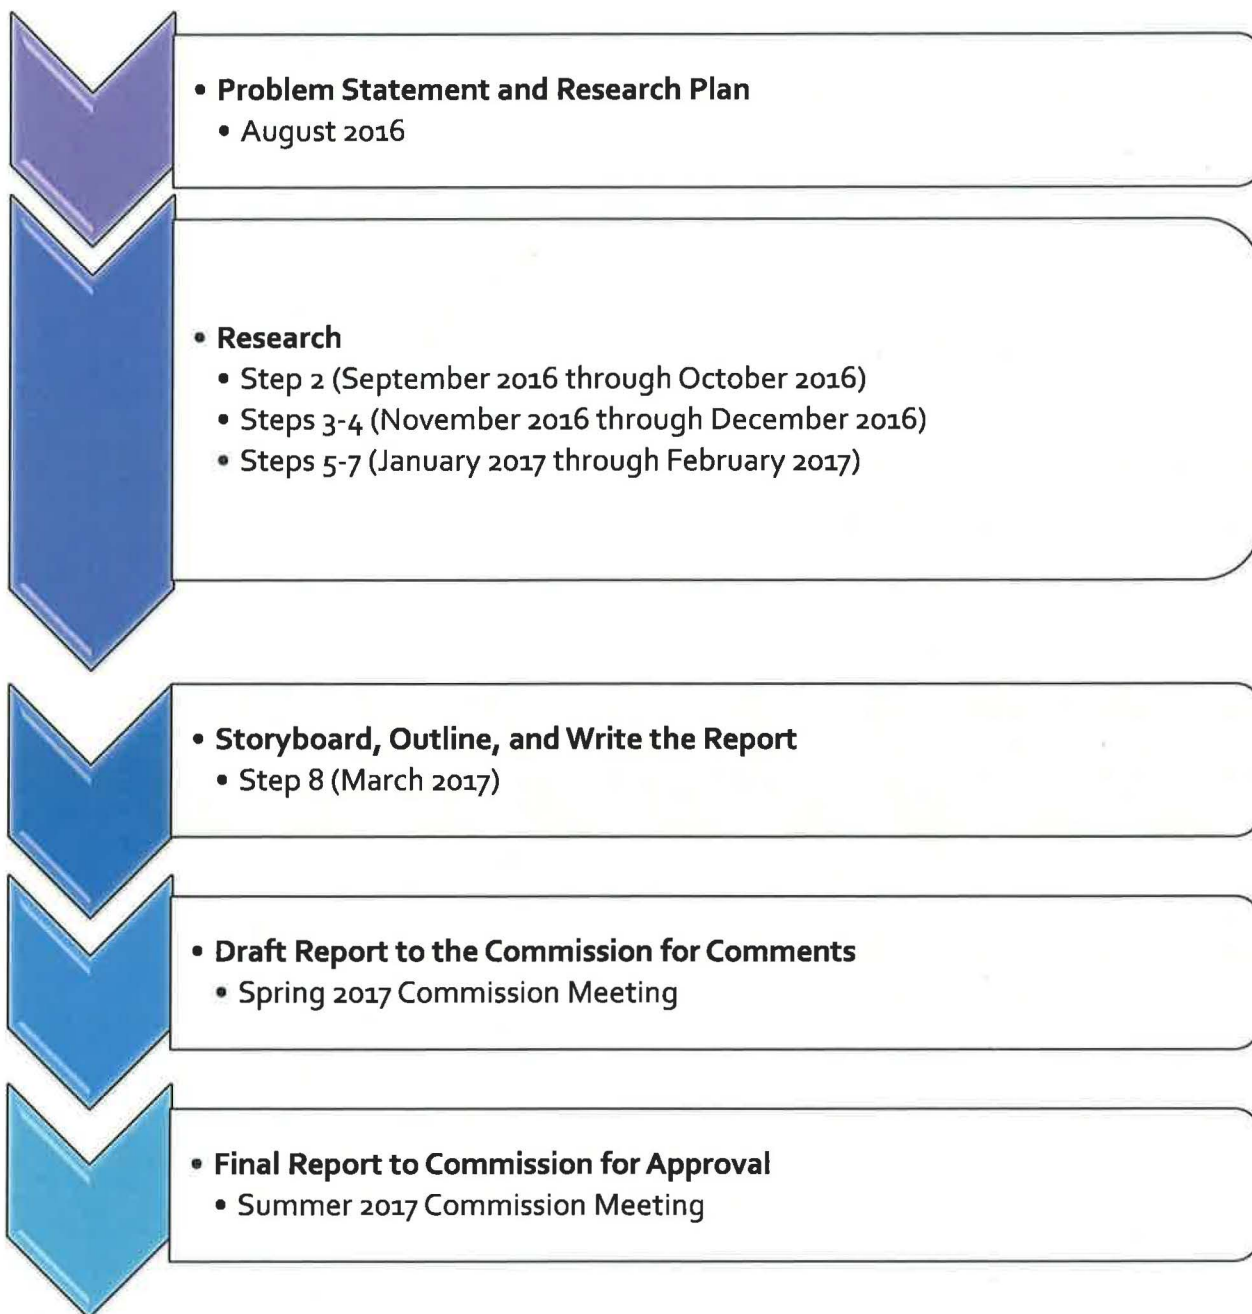 • Problem Statement and Research Plan
• August 2016
• Research
• Step 2 (September 2016 through October 2016)
• Steps 3-4 (November 2016 through December 2016)
• Steps 5-7 (January 2017 through February 2017)
• Storyboard, Outline, and Write the Report
• Step 8 (March 2017)
• Draft Report to the Commission for Comments
• Spring 2017 Commission Meeting
• Final Report to Commission for Approval
• Summer 2017 Commission Meeting